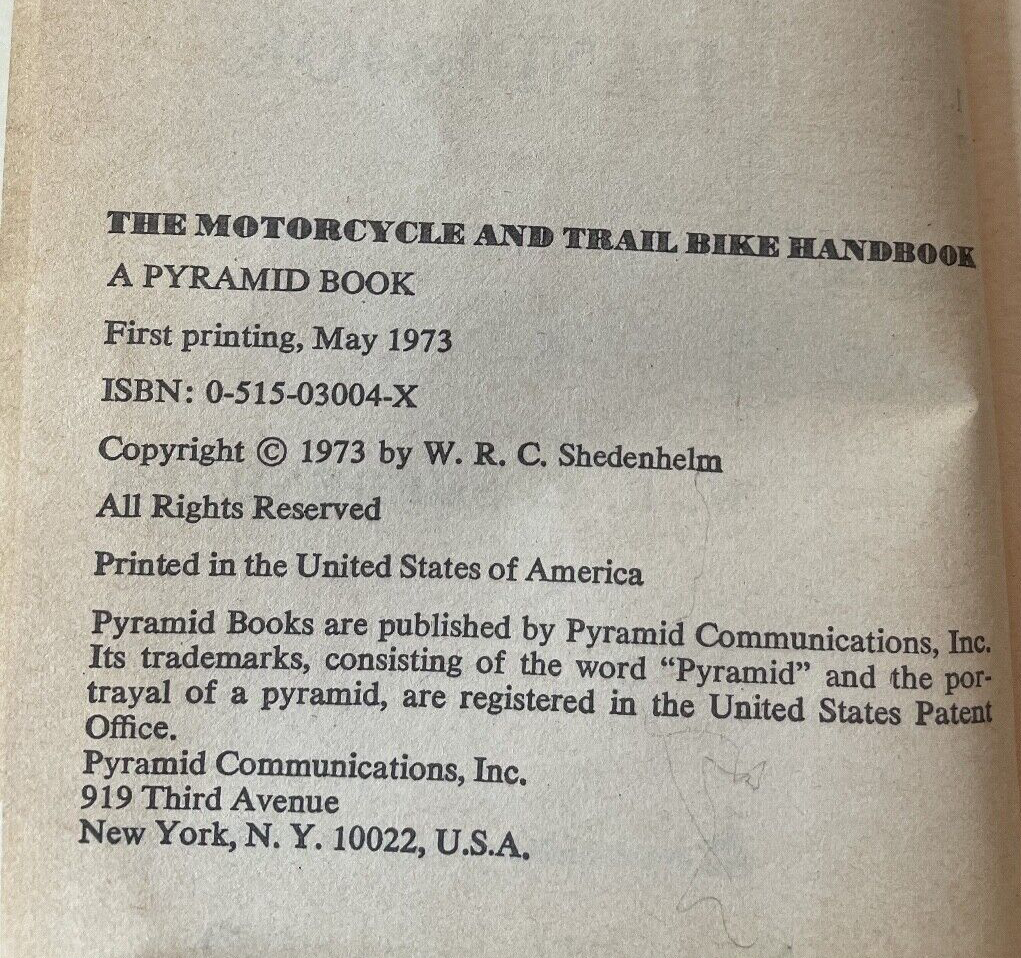 THE MOTORCYCLE AND TRAIL BIKE HANDBOOK
A PYRAMID BOOK
First printing, May 1973
ISBN: 0-515-03004-X
Copyright © 1973 by W. R. C. Shedenhelm
All Rights Reserved
Printed in the United States of America
Pyramid Books are published by Pyramid Communications, Inc.
Its trademarks, consisting of the word “Pyramid” and the por-
trayal of a pyramid, are registered in the United States Patent
Office.
Pyramid Communications, Inc.
919 Third Avenue
New York, N. Y. 10022, U.S.A.